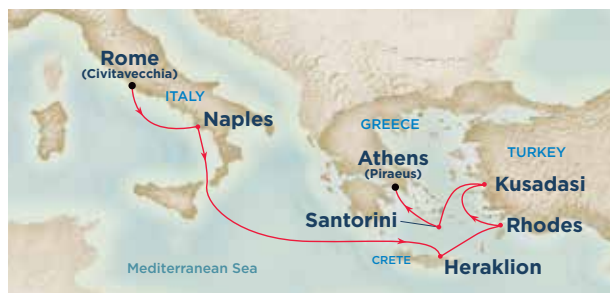 Rome
(Civitavecchia)
ITALY
Naples
GREECE
Athens
(Piraeus)
TURKEY
Kusadasi
Santorini
Rhodes
CRETE
Heraklion
Mediterranean Sea